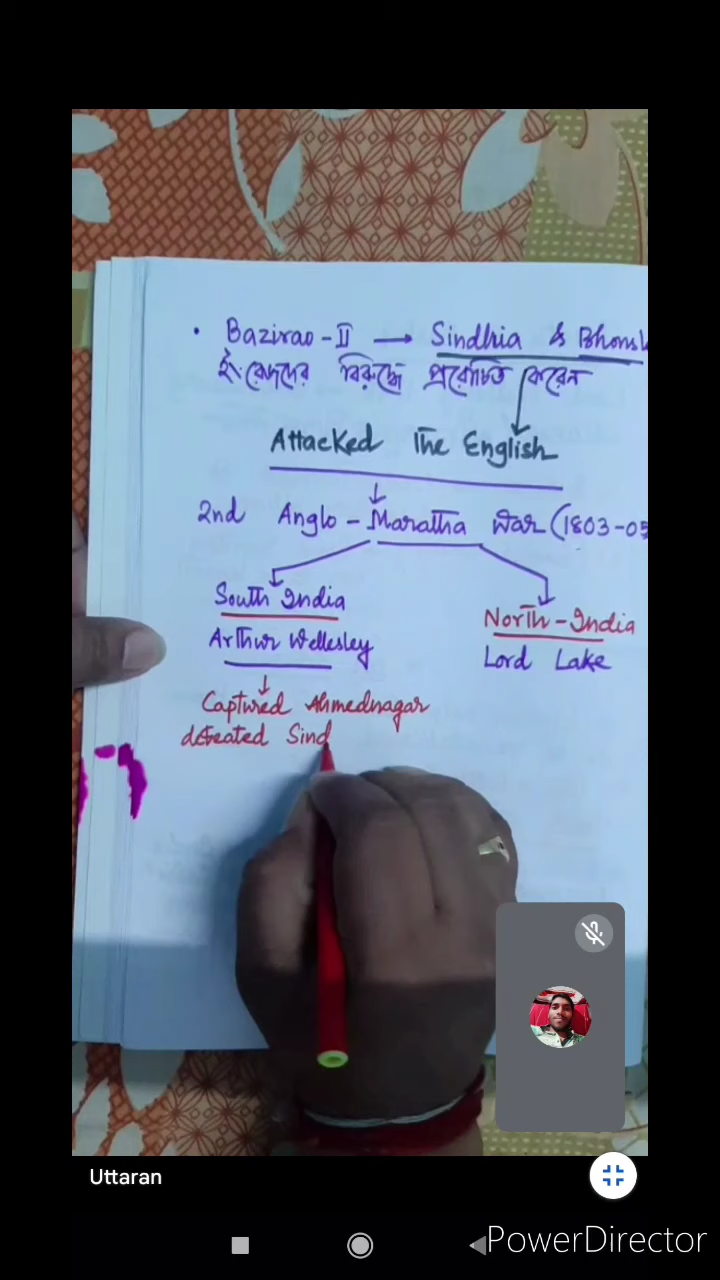 • Bazirao-II → Sindhia & Bhonsl
ইংরেজদের বিরুদ্ধে প্ররোচিত করেন
Attacked The English
2nd Anglo-Maratha War (1803-05
South India
North-India
Arthur Wellesley
Lord Lake
Captured Ahmednagar
defeated Sind
Uttaran
PowerDirector